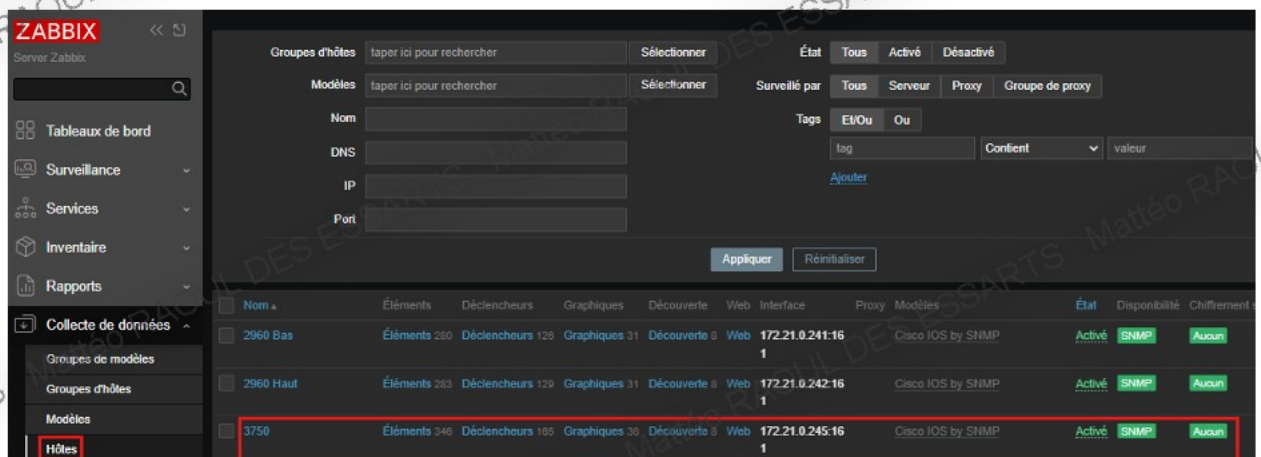 ZABBIX
Server Zabbix
Tableaux de bord
Surveillance
Services
Inventaire
Rapports
Collecte de données
Groupes de modèles
Groupes d'hôtes
Modèles
Hôtes
Groupes d'hôtes taper ici pour rechercher Sélectionner
Modèles taper ici pour rechercher Sélectionner
Nom
DNS
IP
Port
État Tous Activé Désactivé
Surveillé par Tous Serveur Proxy Groupe de proxy
Tags Et/Ou Ou
tag Contient valeur
Ajouter
Appliquer Réinitialiser
Nom Éléments Déclencheurs Graphiques Découverte Web Interface Proxy Modèles État Disponibilité Chiffrement
2960 Bas Éléments 280 Déclencheurs 126 Graphiques 31 Découverte 8 Web 172.21.0.241:16 Cisco IOS by SNMP Activé SNMP Aucun
1
2960 Haut Éléments 283 Déclencheurs 129 Graphiques 31 Découverte 8 Web 172.21.0.242:16 Cisco IOS by SNMP Activé SNMP Aucun
1
3750 Éléments 346 Déclencheurs 165 Graphiques 36 Découverte 8 Web 172.21.0.245:16 Cisco IOS by SNMP Activé SNMP Aucun
1
Mattéo RAOUL DES ESSARTS